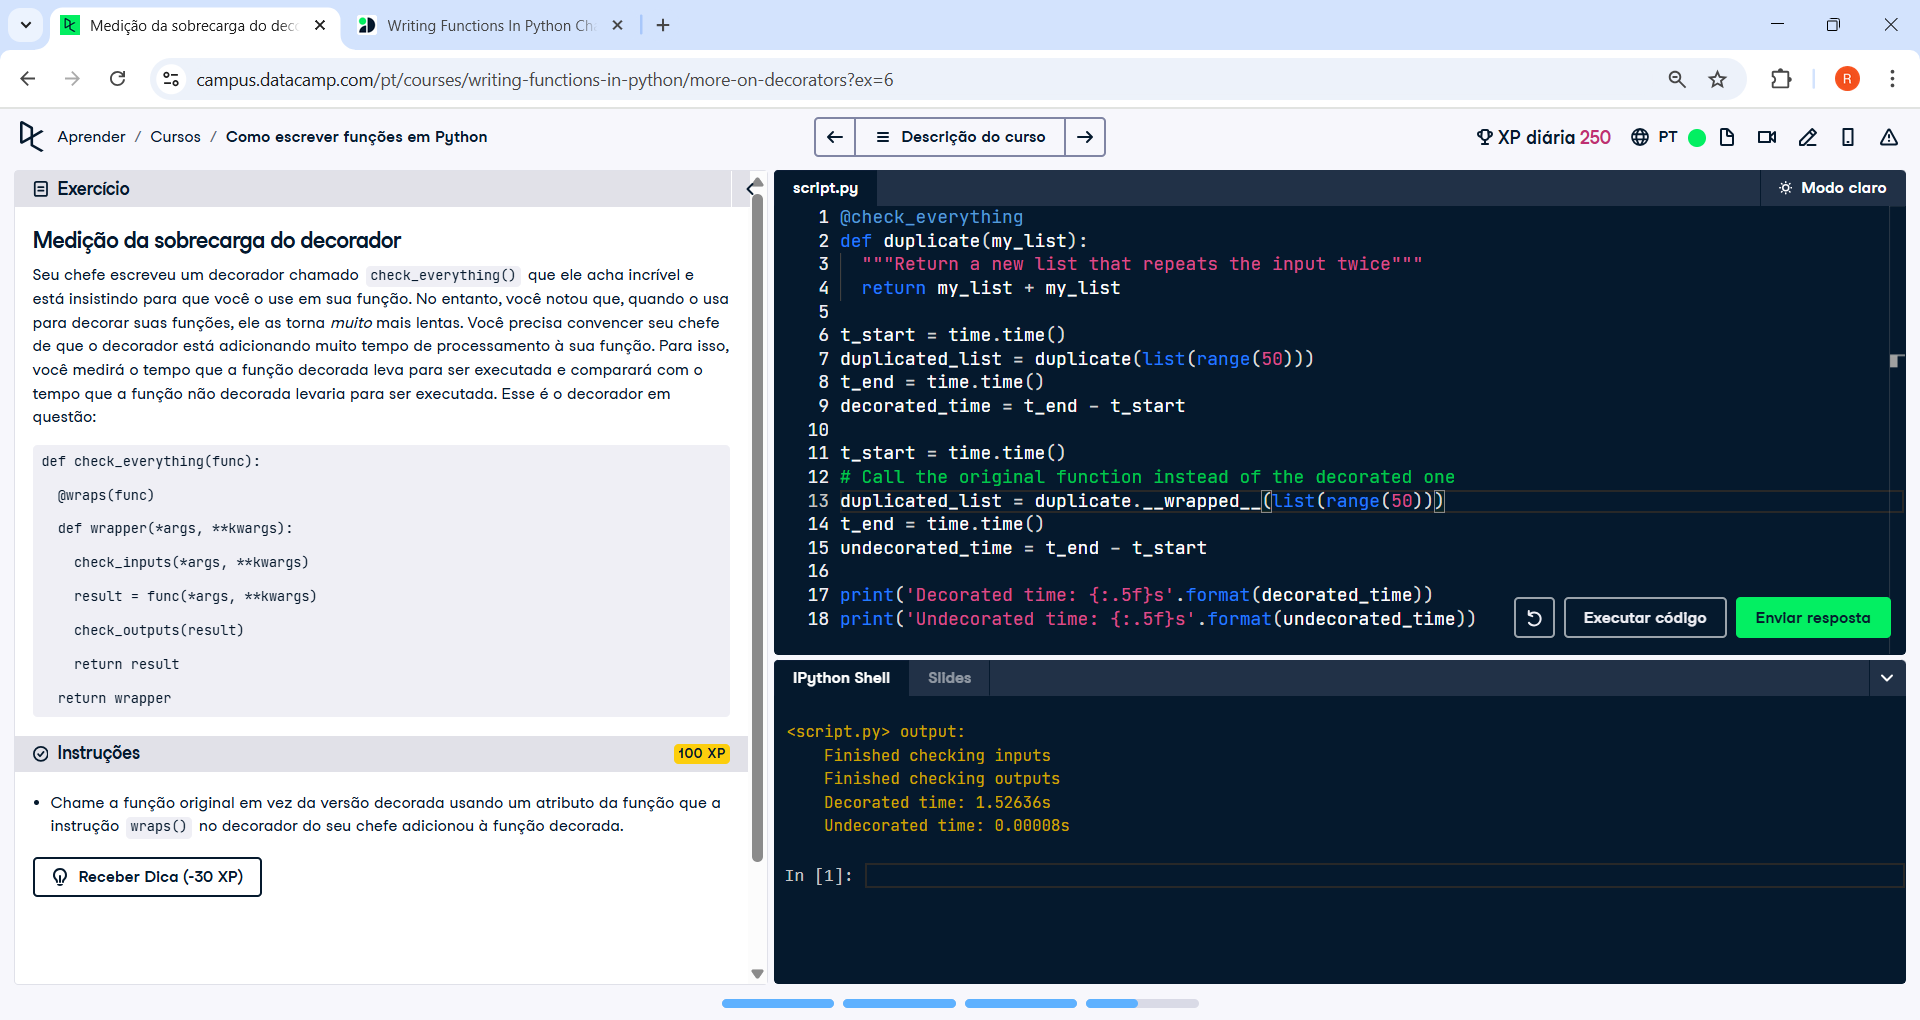 Medição da sobrecarga do deco
Writing Functions In Python Ch
campus.datacamp.com/pt/courses/writing-functions-in-python/more-on-decorators?ex=6
R
Aprender / Cursos / Como escrever funções em Python
Descrição do curso
XP diária 250
PT
Exercício
Medição da sobrecarga do decorador
Seu chefe escreveu um decorador chamado check_everything() que ele acha incrível e
está insistindo para que você o use em sua função. No entanto, você notou que, quando o usa
para decorar suas funções, ele as torna muito mais lentas. Você precisa convencer seu chefe
de que o decorador está adicionando muito tempo de processamento à sua função. Para isso,
você medirá o tempo que a função decorada leva para ser executada e comparará com o
tempo que a função não decorada levaria para ser executada. Esse é o decorador em
questão:
def check_everything(func):
@wraps(func)
def wrapper(*args, **kwargs):
check_inputs(*args, **kwargs)
result = func(*args, **kwargs)
check_outputs(result)
return result
return wrapper
Instruções
100 XP
• Chame a função original em vez da versão decorada usando um atributo da função que a
instrução wraps() no decorador do seu chefe adicionou à função decorada.
Receber Dica (-30 XP)
script.py
Modo claro
1 @check_everything
2 def duplicate(my_list):
3 """Return a new list that repeats the input twice"""
4 return my_list + my_list
5
6 t_start = time.time()
7 duplicated_list = duplicate(list(range(50)))
8 t_end = time.time()
9 decorated_time = t_end - t_start
10
11 t_start = time.time()
12 # Call the original function instead of the decorated one
13 duplicated_list = duplicate.__wrapped__(list(range(50)))
14 t_end = time.time()
15 undecorated_time = t_end - t_start
16
17 print('Decorated time: {:.5f}s'.format(decorated_time))
18 print('Undecorated time: {:.5f}s'.format(undecorated_time))
Executar código
Enviar resposta
IPython Shell
Slides
<script.py> output:
Finished checking inputs
Finished checking outputs
Decorated time: 1.52636s
Undecorated time: 0.00008s
In [1]: